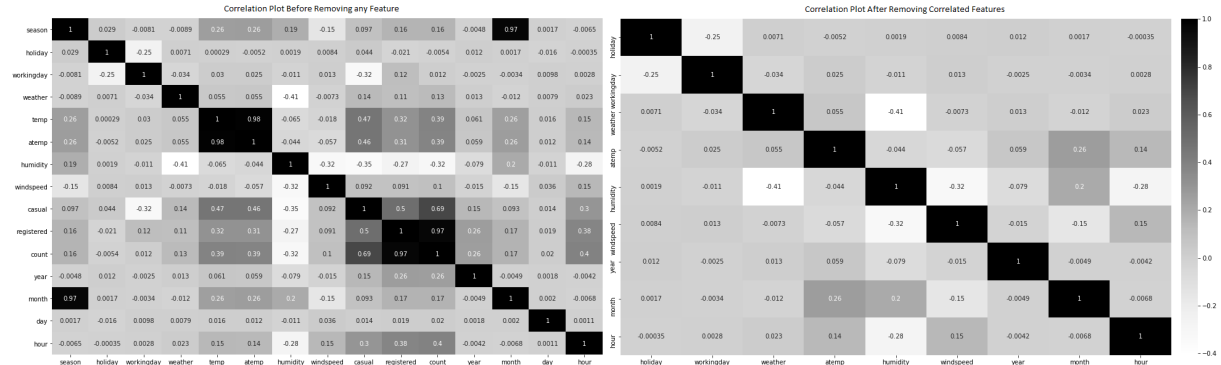 Correlation Plot Before Removing any Feature
season 1 0.029 -0.0081 -0.0089 0.26 0.26 0.19 -0.15 0.097 0.16 0.16 -0.0048 0.97 0.0017 -0.0065
holiday 0.029 1 -0.25 0.0071 0.00029 -0.0052 0.0019 0.0084 0.044 -0.021 -0.0054 0.012 0.0017 -0.016 -0.00035
workingday -0.0081 -0.25 1 -0.034 0.03 0.025 -0.011 0.013 -0.32 0.12 0.012 -0.0025 -0.0034 0.0098 0.0028
weather -0.0089 0.0071 -0.034 1 0.055 0.055 -0.41 -0.0073 0.14 0.11 0.13 0.013 -0.012 0.0079 0.023
temp 0.26 0.00029 0.03 0.055 1 0.98 -0.065 -0.018 0.47 0.32 0.39 0.061 0.26 0.016 0.15
atemp 0.26 -0.0052 0.025 0.055 0.98 1 -0.044 -0.057 0.46 0.31 0.39 0.059 0.26 0.012 0.14
humidity 0.19 0.0019 -0.011 -0.41 -0.065 -0.044 1 -0.32 -0.35 -0.27 -0.32 -0.079 0.2 -0.011 -0.28
windspeed -0.15 0.0084 0.013 -0.0073 -0.018 -0.057 -0.32 1 0.092 0.091 0.1 -0.015 -0.15 0.036 0.15
casual 0.097 0.044 -0.32 0.14 0.47 0.46 -0.35 0.092 1 0.5 0.69 0.15 0.093 0.014 0.3
registered 0.16 -0.021 0.12 0.11 0.32 0.31 -0.27 0.091 0.5 1 0.97 0.26 0.17 0.019 0.38
count 0.16 -0.0054 0.012 0.13 0.39 0.39 -0.32 0.1 0.69 0.97 1 0.26 0.17 0.02 0.4
year -0.0048 0.012 -0.0025 0.013 0.061 0.059 -0.079 -0.015 0.15 0.26 0.26 1 -0.0049 0.0018 -0.0042
month 0.97 0.0017 -0.0034 -0.012 0.26 0.26 0.2 -0.15 0.093 0.17 0.17 -0.0049 1 0.002 -0.0068
day 0.0017 -0.016 0.0098 0.0079 0.016 0.012 -0.011 0.036 0.014 0.019 0.02 0.0018 0.002 1 0.0011
hour -0.0065 -0.00035 0.0028 0.023 0.15 0.14 -0.28 0.15 0.3 0.38 0.4 -0.0042 -0.0068 0.0011 1
season holiday workingday weather temp atemp humidity windspeed casual registered count year month day hour
Correlation Plot After Removing Correlated Features
holiday 1 -0.25 0.0071 -0.0052 0.0019 0.0084 0.012 0.0017 -0.00035
workingday -0.25 1 -0.034 0.025 -0.011 0.013 -0.0025 -0.0034 0.0028
weather 0.0071 -0.034 1 0.055 -0.41 -0.0073 0.013 -0.012 0.023
atemp -0.0052 0.025 0.055 1 -0.044 -0.057 0.059 0.26 0.14
humidity 0.0019 -0.011 -0.41 -0.044 1 -0.32 -0.079 0.2 -0.28
windspeed 0.0084 0.013 -0.0073 -0.057 -0.32 1 -0.015 -0.15 0.15
year 0.012 -0.0025 0.013 0.059 -0.079 -0.015 1 -0.0049 -0.0042
month 0.0017 -0.0034 -0.012 0.26 0.2 -0.15 -0.0049 1 -0.0068
hour -0.00035 0.0028 0.023 0.14 -0.28 0.15 -0.0042 -0.0068 1
holiday workingday weather atemp humidity windspeed year month hour
1.0
0.8
0.6
0.4
0.2
0.0
-0.2
-0.4